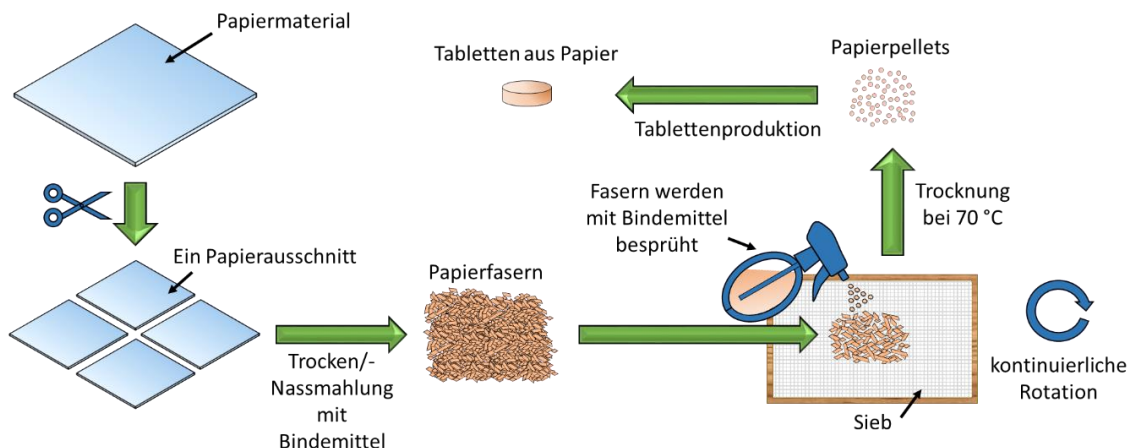 Papiermaterial
Ein Papierausschnitt
Trocken/-
Nassmahlung
mit
Bindemittel
Papierfasern
Fasern werden
mit Bindemittel
besprüht
Sieb
kontinuierliche
Rotation
Trocknung
bei 70 °C
Papierpellets
Tablettenproduktion
Tabletten aus Papier